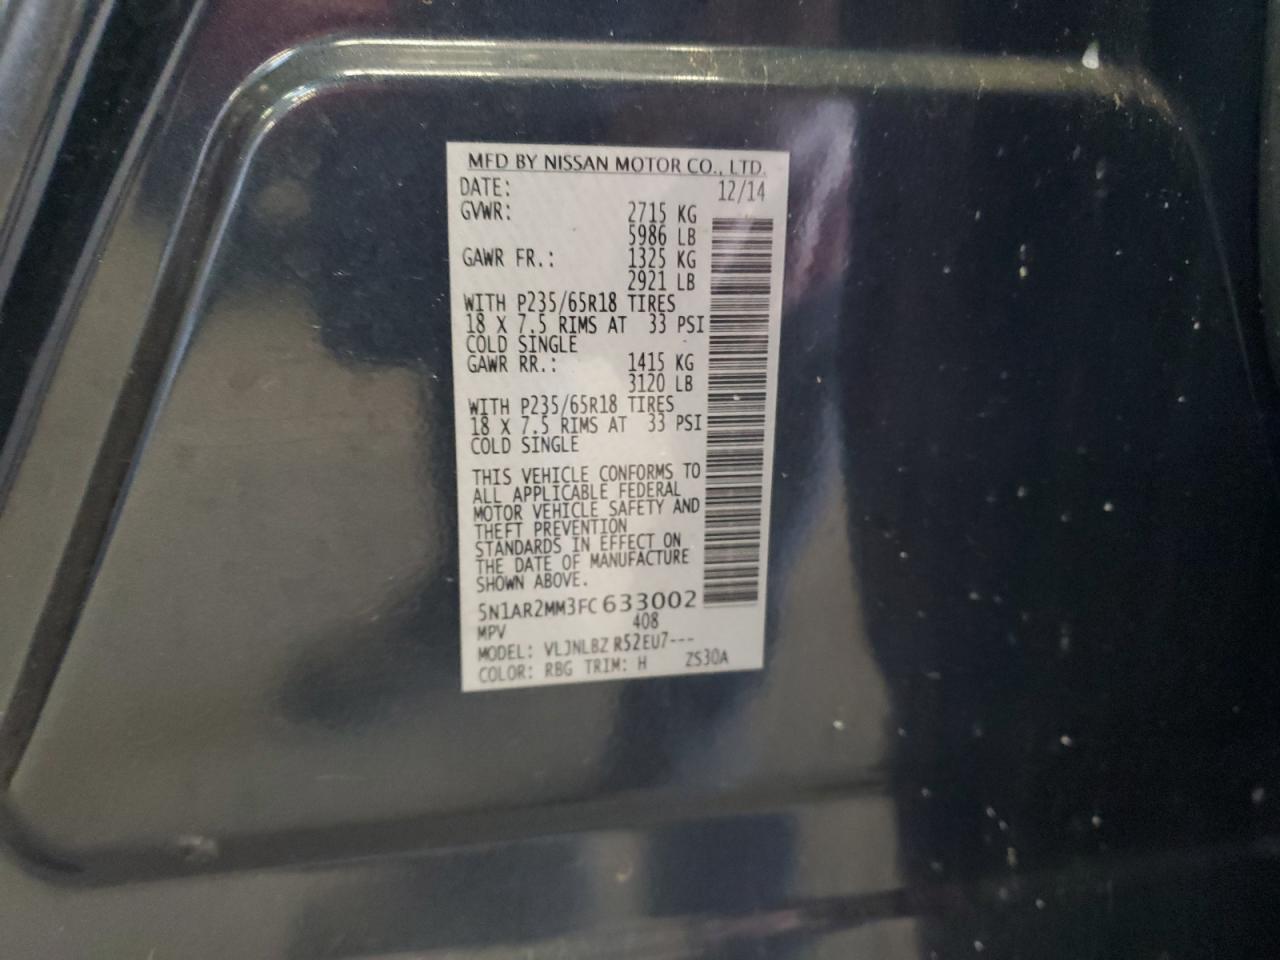 MFD BY NISSAN MOTOR CO., LTD.
DATE: 12/14
GVWR: 2715 KG
5986 LB
GAWR FR.: 1325 KG
2921 LB
WITH P235/65R18 TIRES
18 X 7.5 RIMS AT 33 PSI
COLD SINGLE
GAWR RR.: 1415 KG
3120 LB
WITH P235/65R18 TIRES
18 X 7.5 RIMS AT 33 PSI
COLD SINGLE
THIS VEHICLE CONFORMS TO
ALL APPLICABLE FEDERAL
MOTOR VEHICLE SAFETY AND
THEFT PREVENTION
STANDARDS IN EFFECT ON
THE DATE OF MANUFACTURE
SHOWN ABOVE.
5N1AR2MM3FC633002
MPV 408
MODEL: VLJNLBZ R52EU7---
COLOR: RBG TRIM: H ZS30A